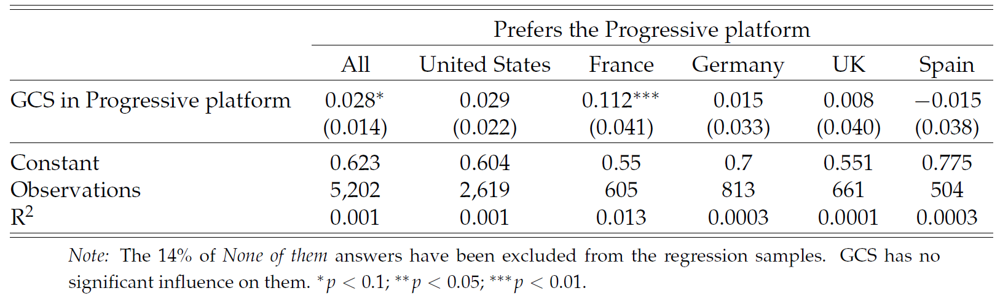 Prefers the Progressive platform
All United States France Germany UK Spain
GCS in Progressive platform 0.028* 0.029 0.112*** 0.015 0.008 −0.015
(0.014) (0.022) (0.041) (0.033) (0.040) (0.038)
Constant 0.623 0.604 0.55 0.7 0.551 0.775
Observations 5,202 2,619 605 813 661 504
R² 0.001 0.001 0.013 0.0003 0.0001 0.0003
Note: The 14% of None of them answers have been excluded from the regression samples. GCS has no
significant influence on them. *p < 0.1; **p < 0.05; ***p < 0.01.